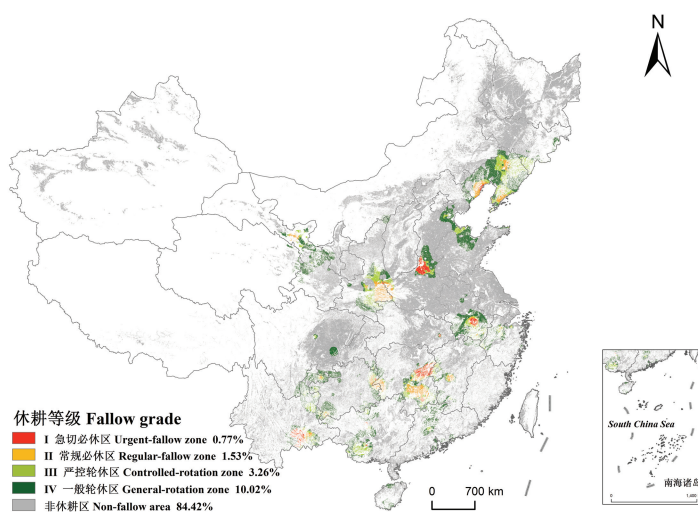 N
休耕等级 Fallow grade
I 急切必休区 Urgent-fallow zone 0.77%
II 常规必休区 Regular-fallow zone 1.53%
III 严控轮休区 Controlled-rotation zone 3.26%
IV 一般轮休区 General-rotation zone 10.02%
非休耕区 Non-fallow area 84.42%
0 700 km
South China Sea
南海诸岛
0 1,400